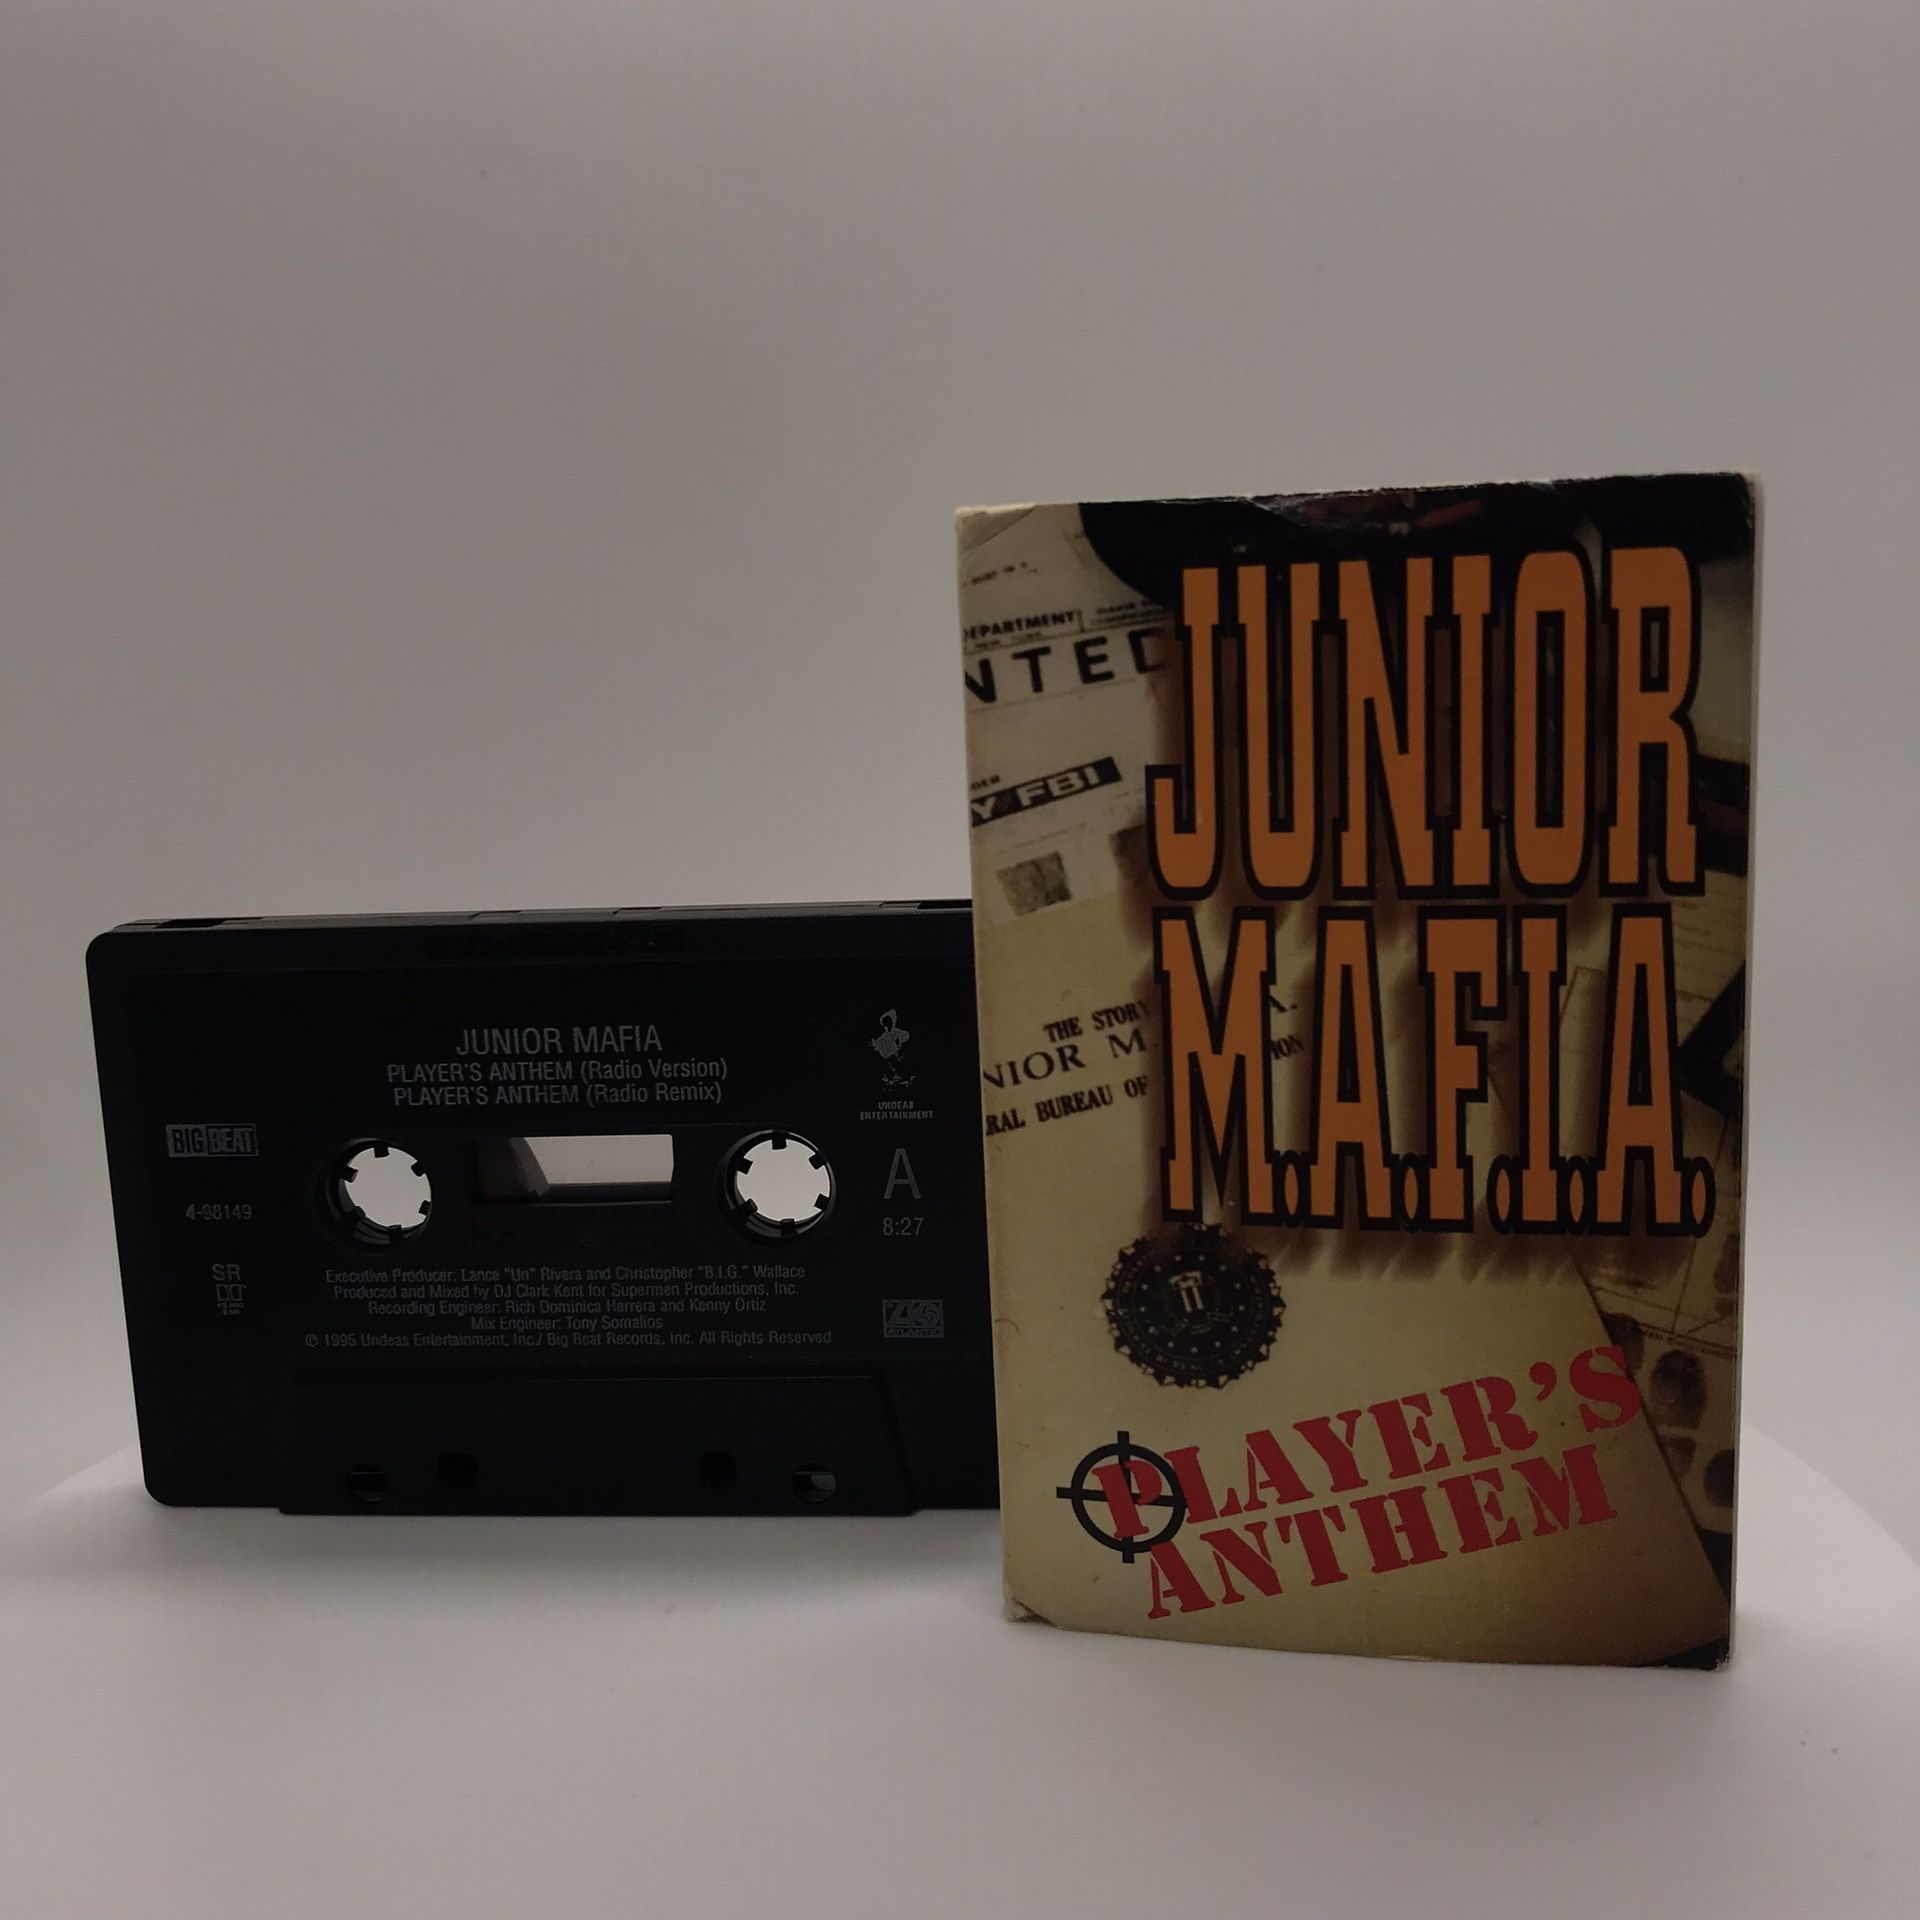 JUNIOR MAFIA
PLAYER'S ANTHEM (Radio Version)
PLAYER'S ANTHEM (Radio Remix)
UNDEAS
ENTERTAINMENT
BIG BEAT
A
4-98149
8:27
SR
Executive Producer: Lance "Un" Rivera and Christopher "B.I.G." Wallace
Produced and Mixed by DJ Clark Kent for Supermen Productions, Inc.
Recording Engineer: Rich Dominica Herrera and Kenny Ortiz
Mix Engineer: Tony Somalios
℗ 1995 Undeas Entertainment, Inc./ Big Beat Records, Inc. All Rights Reserved.
ATLANTIC
EPARTMENT
NTED
Y FBI
JUNIOR
M.A.F.I.A.
THE STORY
NIOR M.
RAL BUREAU OF
PLAYER'S
ANTHEM